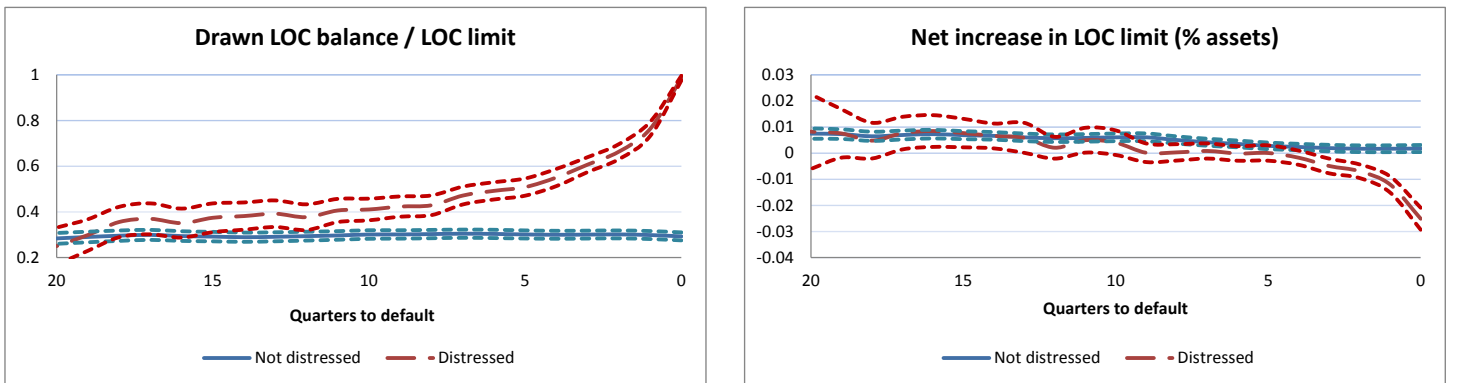 Drawn LOC balance / LOC limit
1
0.8
0.6
0.4
0.2
20
15
10
5
0
Quarters to default
Not distressed
Distressed
Net increase in LOC limit (% assets)
0.03
0.02
0.01
0
-0.01
-0.02
-0.03
-0.04
20
15
10
5
0
Quarters to default
Not distressed
Distressed